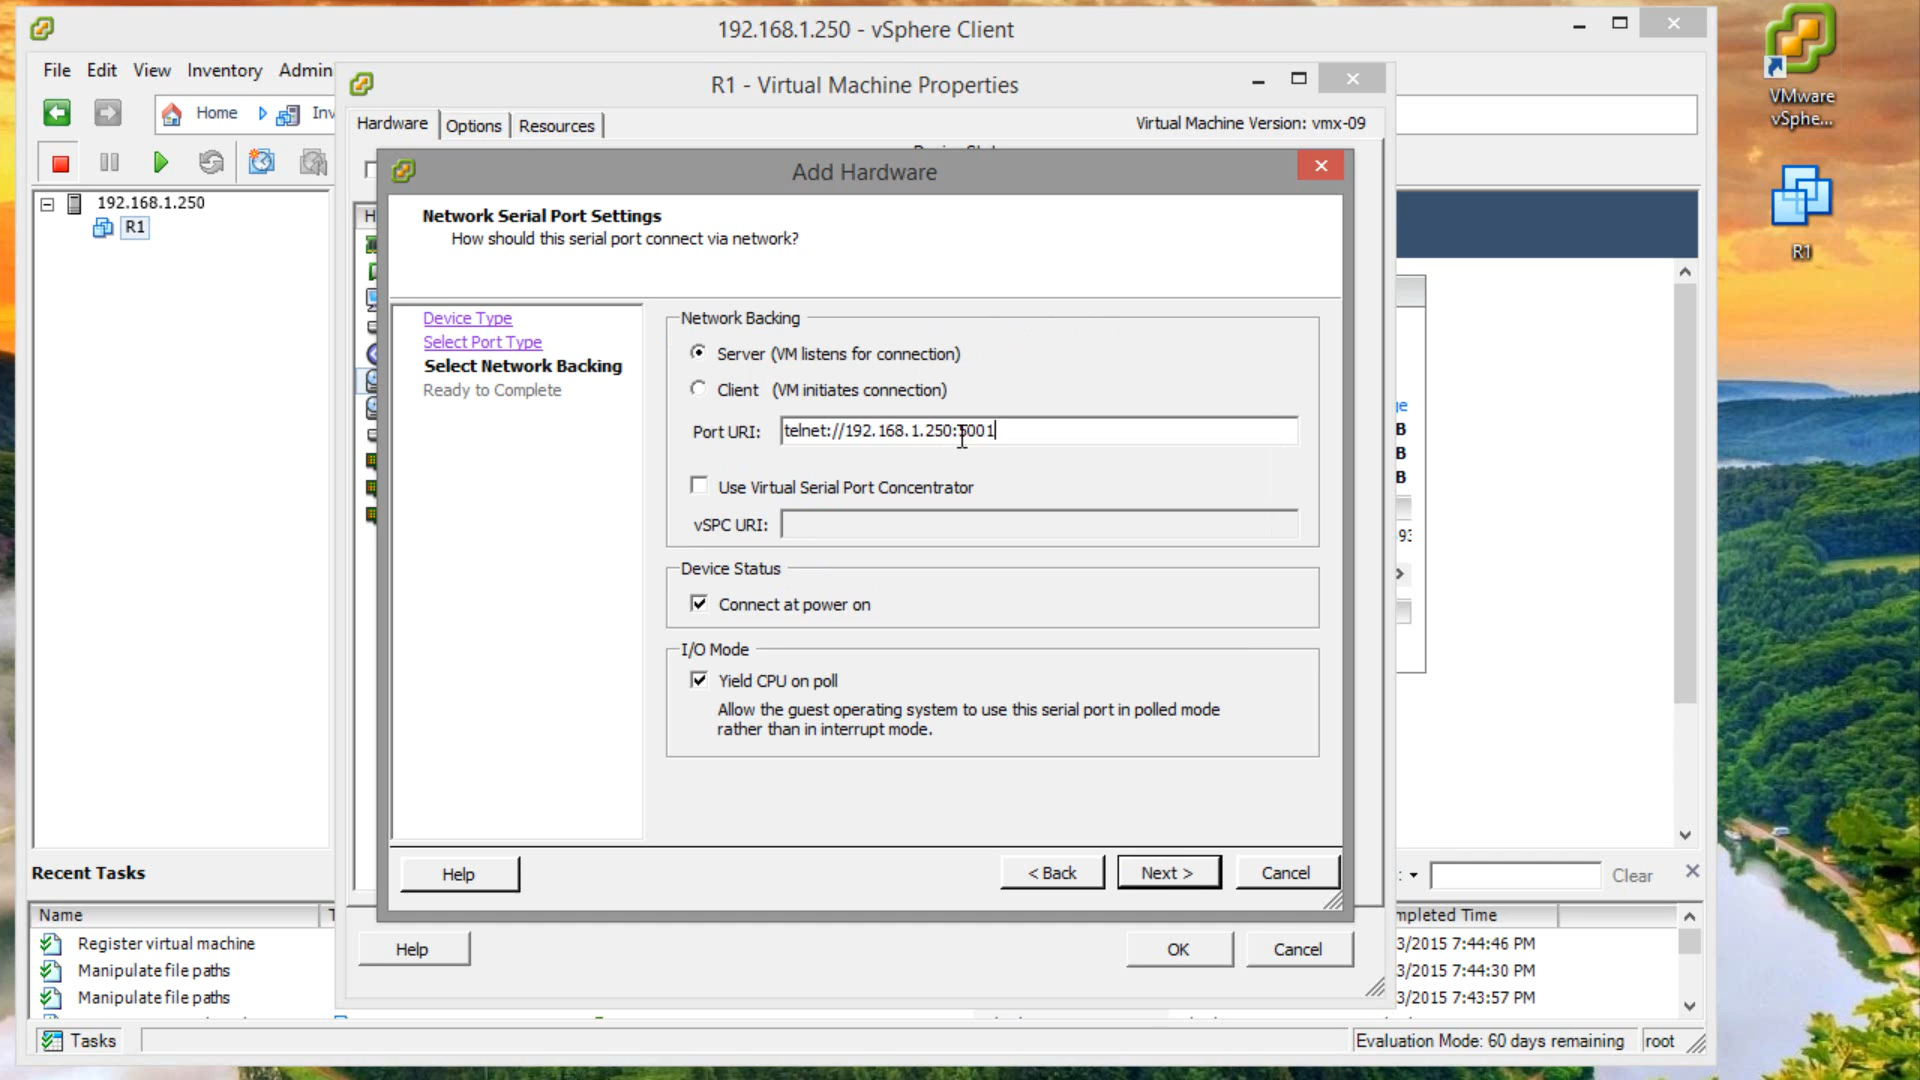 192.168.1.250 - vSphere Client
File Edit View Inventory Admin
R1 - Virtual Machine Properties
VMware
vSphe...
Home
Hardware Options Resources
Virtual Machine Version: vmx-09
Add Hardware
192.168.1.250
R1
R1
Network Serial Port Settings
How should this serial port connect via network?
Device Type
Select Port Type
Select Network Backing
Ready to Complete
Network Backing
Server (VM listens for connection)
Client (VM initiates connection)
Port URI: telnet://192.168.1.250:5001
Use Virtual Serial Port Concentrator
vSPC URI:
Device Status
Connect at power on
I/O Mode
Yield CPU on poll
Allow the guest operating system to use this serial port in polled mode
rather than in interrupt mode.
Help
< Back
Next >
Cancel
Recent Tasks
Clear
Name
Register virtual machine
3/2015 7:44:46 PM
Manipulate file paths
3/2015 7:44:30 PM
Manipulate file paths
3/2015 7:43:57 PM
Help
OK
Cancel
Tasks
Evaluation Mode: 60 days remaining
root